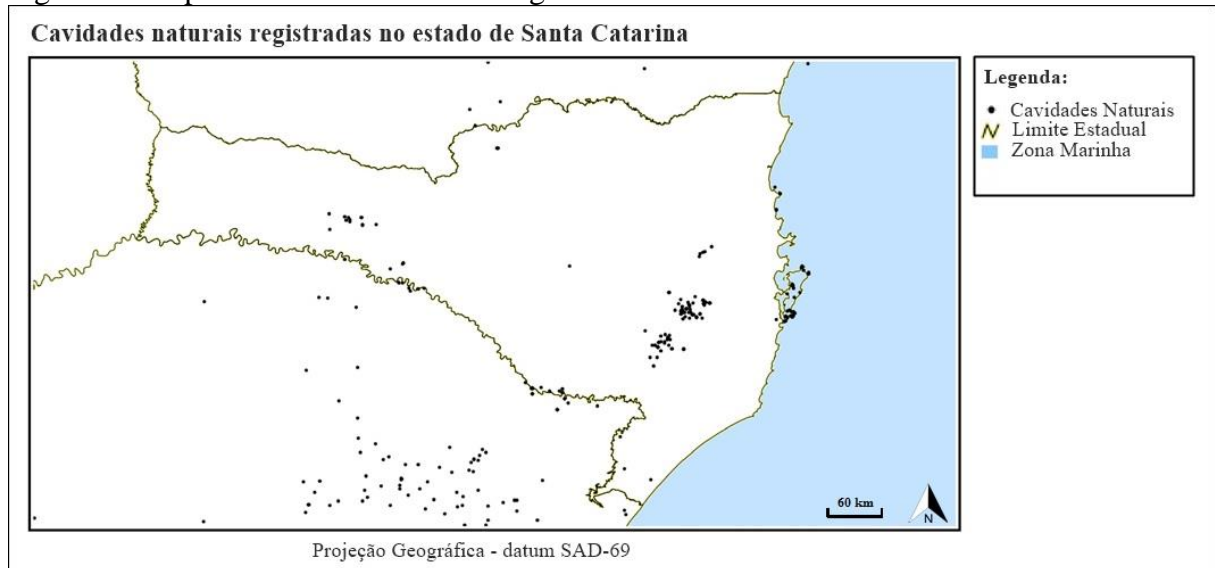 Cavidades naturais registradas no estado de Santa Catarina
Legenda:
Cavidades Naturais
Limite Estadual
Zona Marinha
60 km
N
Projeção Geográfica - datum SAD-69